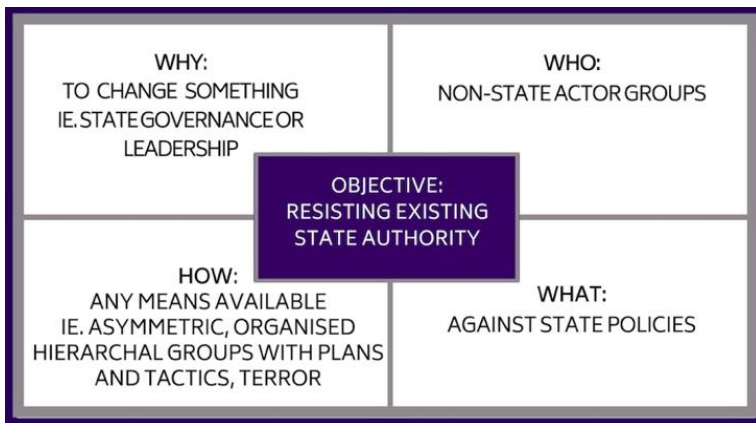 WHY:
TO CHANGE SOMETHING
IE. STATE GOVERNANCE OR
LEADERSHIP
WHO:
NON-STATE ACTOR GROUPS
OBJECTIVE:
RESISTING EXISTING
STATE AUTHORITY
HOW:
ANY MEANS AVAILABLE
IE. ASYMMETRIC, ORGANISED
HIERARCHAL GROUPS WITH PLANS
AND TACTICS, TERROR
WHAT:
AGAINST STATE POLICIES